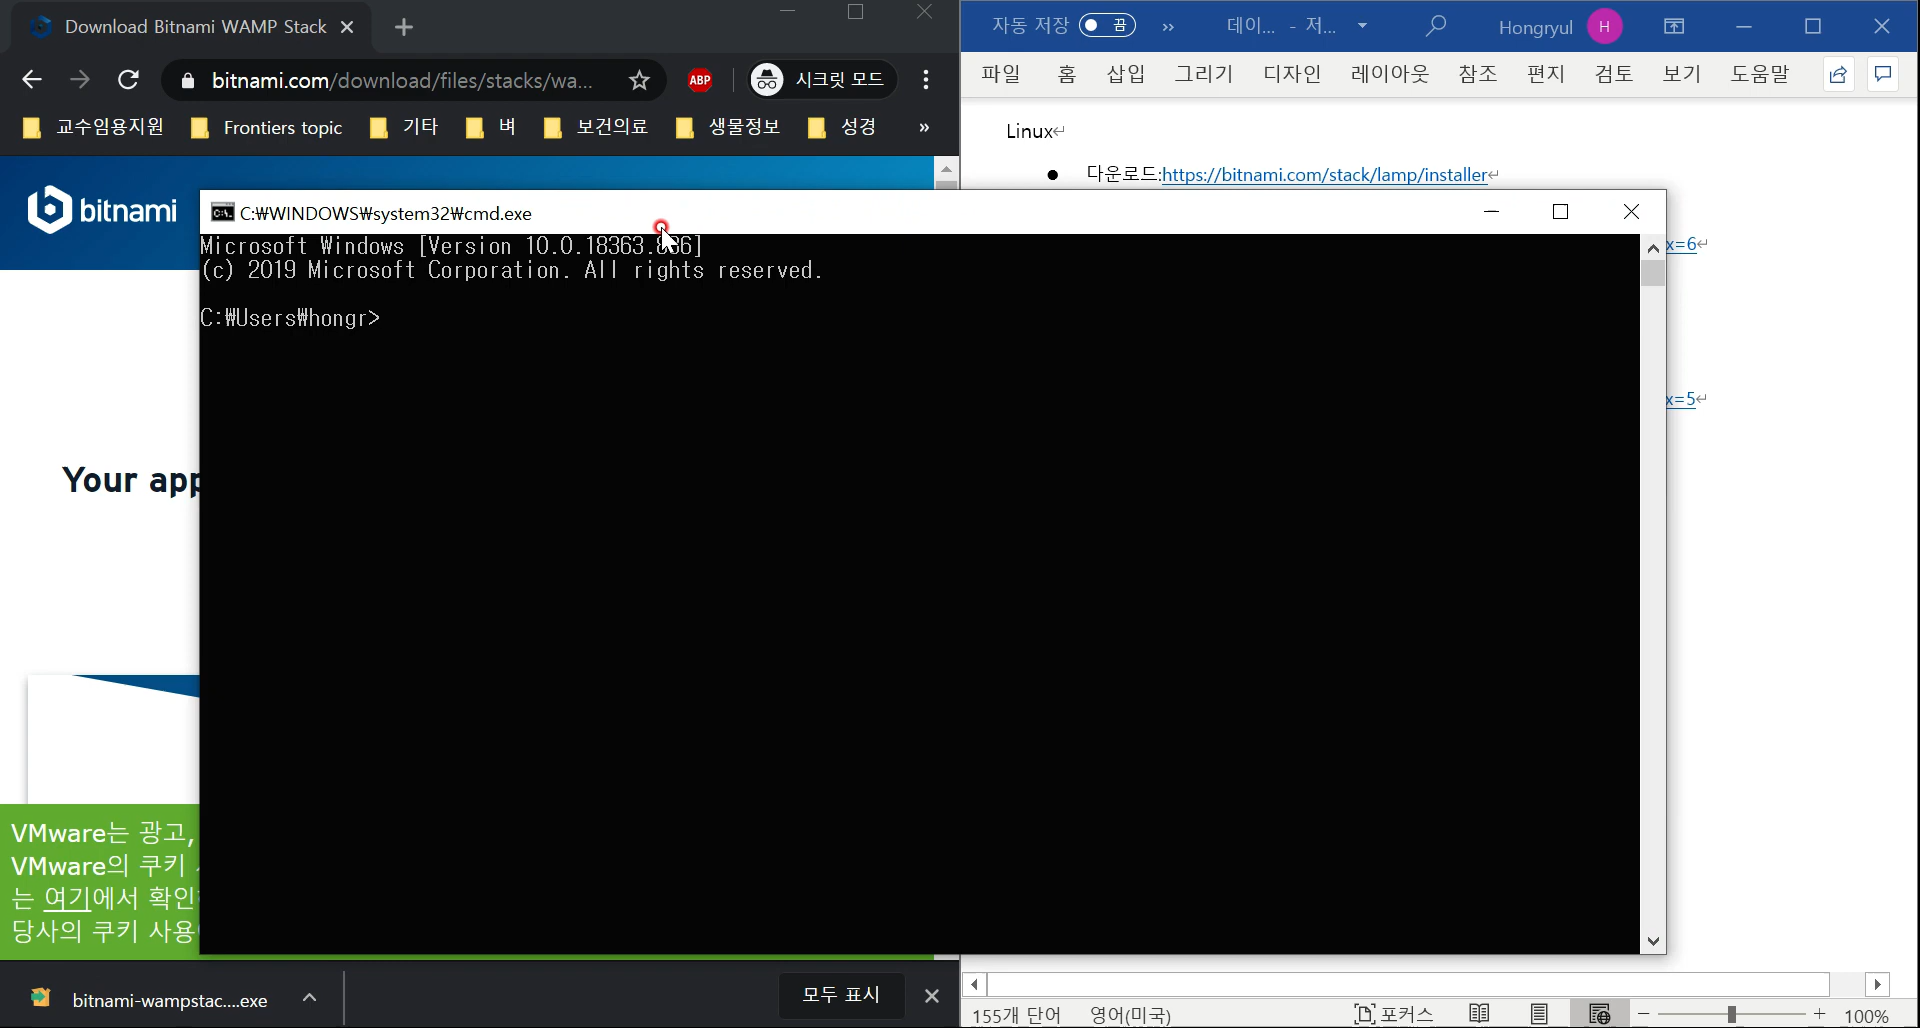 Download Bitnami WAMP Stack
bitnami.com/download/files/stacks/wa...
ABP
시크릿 모드
교수임용지원
Frontiers topic
기타
벼
보건의료
생물정보
성경
»
bitnami
Your app
VMware는 광고,
VMware의 쿠키
는 여기에서 확인
당사의 쿠키 사용
bitnami-wampstac....exe
모두 표시
C:₩WINDOWS₩system32₩cmd.exe
Microsoft Windows [Version 10.0.18363.836]
(c) 2019 Microsoft Corporation. All rights reserved.
C:₩Users₩hongr>
자동 저장 끔
»
데이... - 저...
Hongryul
H
파일 홈 삽입 그리기 디자인 레이아웃 참조 편지 검토 보기 도움말
Linux
● 다운로드:https://bitnami.com/stack/lamp/installer
x=6
x=5
155개 단어 영어(미국)
포커스
100%